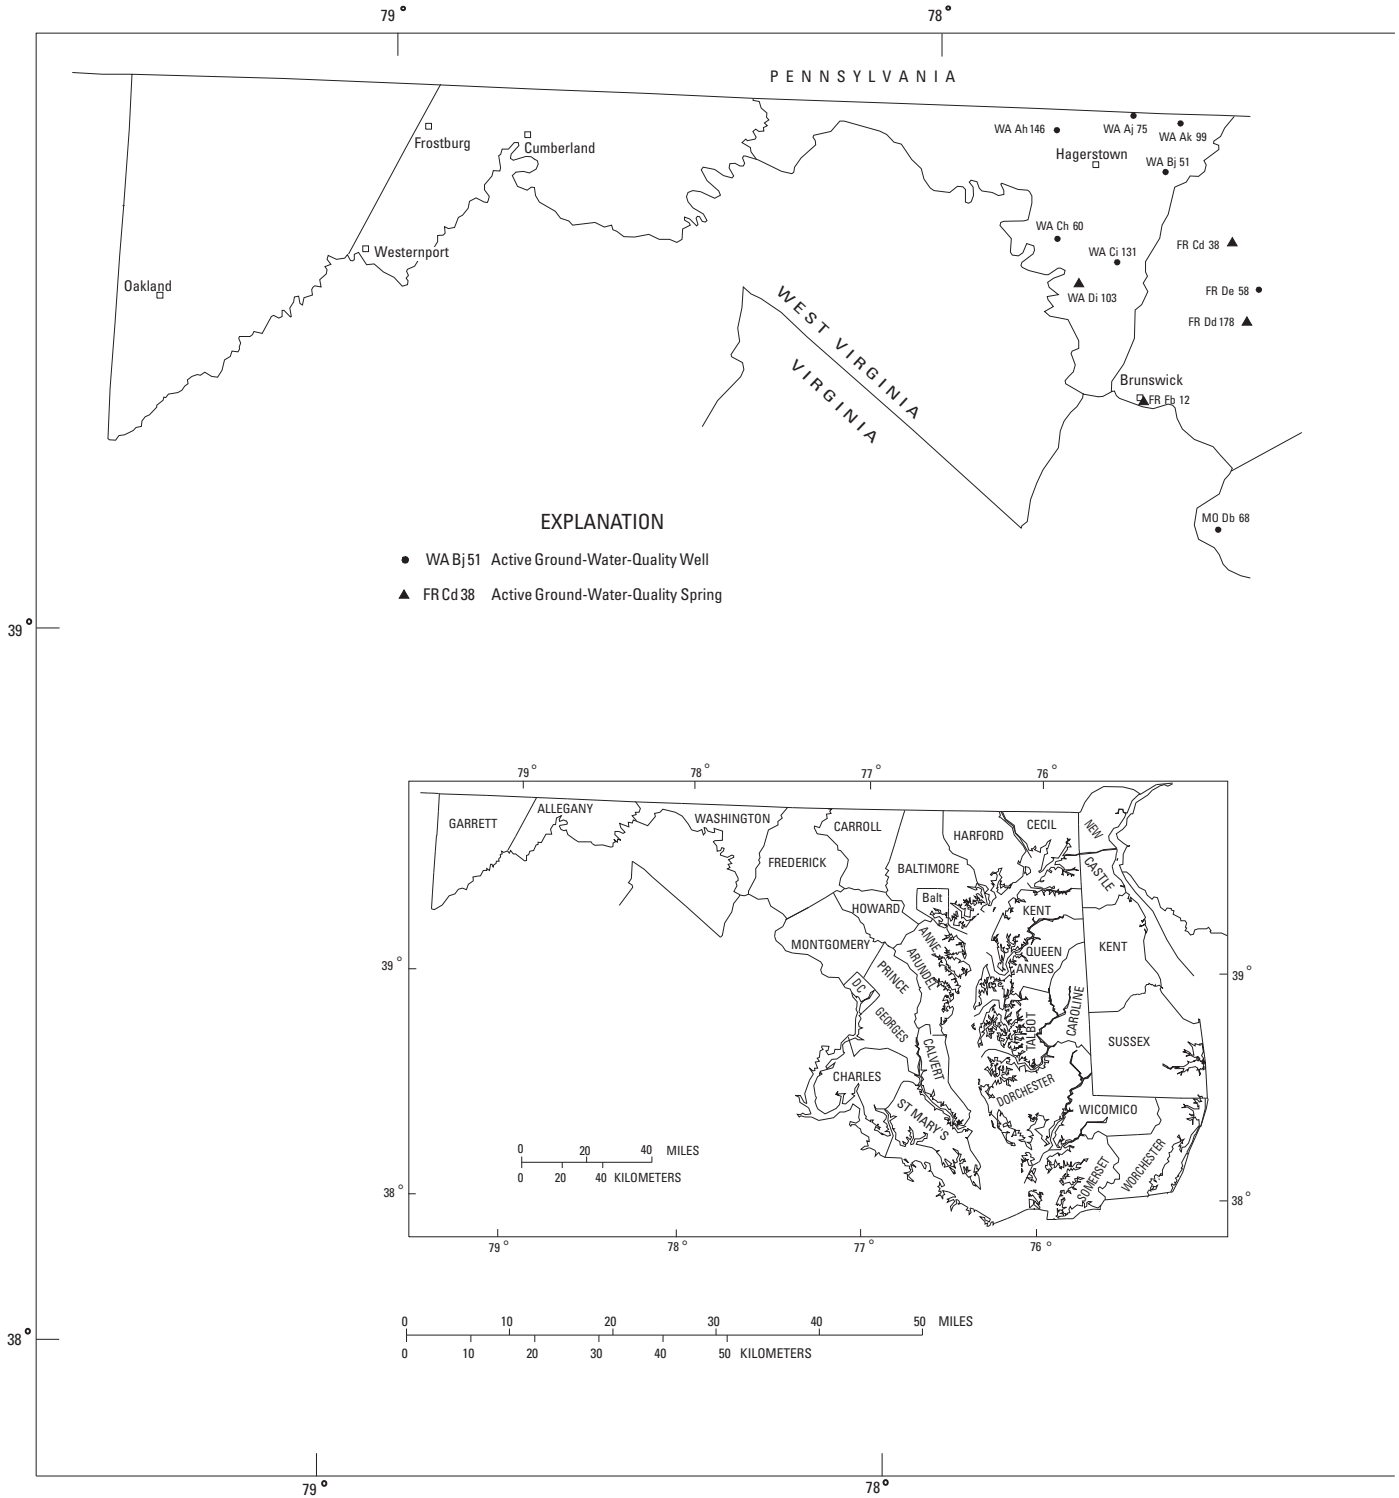 79° 78°
PENNSYLVANIA
WA Ah 146
WA Aj 75
WA Ak 99
Frostburg
Cumberland
Hagerstown
WA Bj 51
WA Ch 60
FR Cd 38
Westernport
WA Ci 131
Oakland
WA Di 103
FR De 58
FR Dd 178
WEST VIRGINIA
VIRGINIA
Brunswick
FR Fb 12
MO Db 68
EXPLANATION
WA Bj 51 Active Ground-Water-Quality Well
FR Cd 38 Active Ground-Water-Quality Spring
39°
79° 78° 77° 76°
GARRETT
ALLEGANY
WASHINGTON
FREDERICK
CARROLL
BALTIMORE
HARFORD
CECIL
NEW
CASTLE
Balt
HOWARD
KENT
MONTGOMERY
ANNE
ARUNDEL
QUEEN
ANNES
KENT
39°
39°
PRINCE
GEORGES
DC
TALBOT
CAROLINE
SUSSEX
CALVERT
CHARLES
DORCHESTER
ST MARY'S
WICOMICO
SOMERSET
WORCHESTER
0 20 40 MILES
0 20 40 KILOMETERS
38°
38°
79° 78° 77° 76°
0 10 20 30 40 50 MILES
0 10 20 30 40 50 KILOMETERS
38°
79° 78°